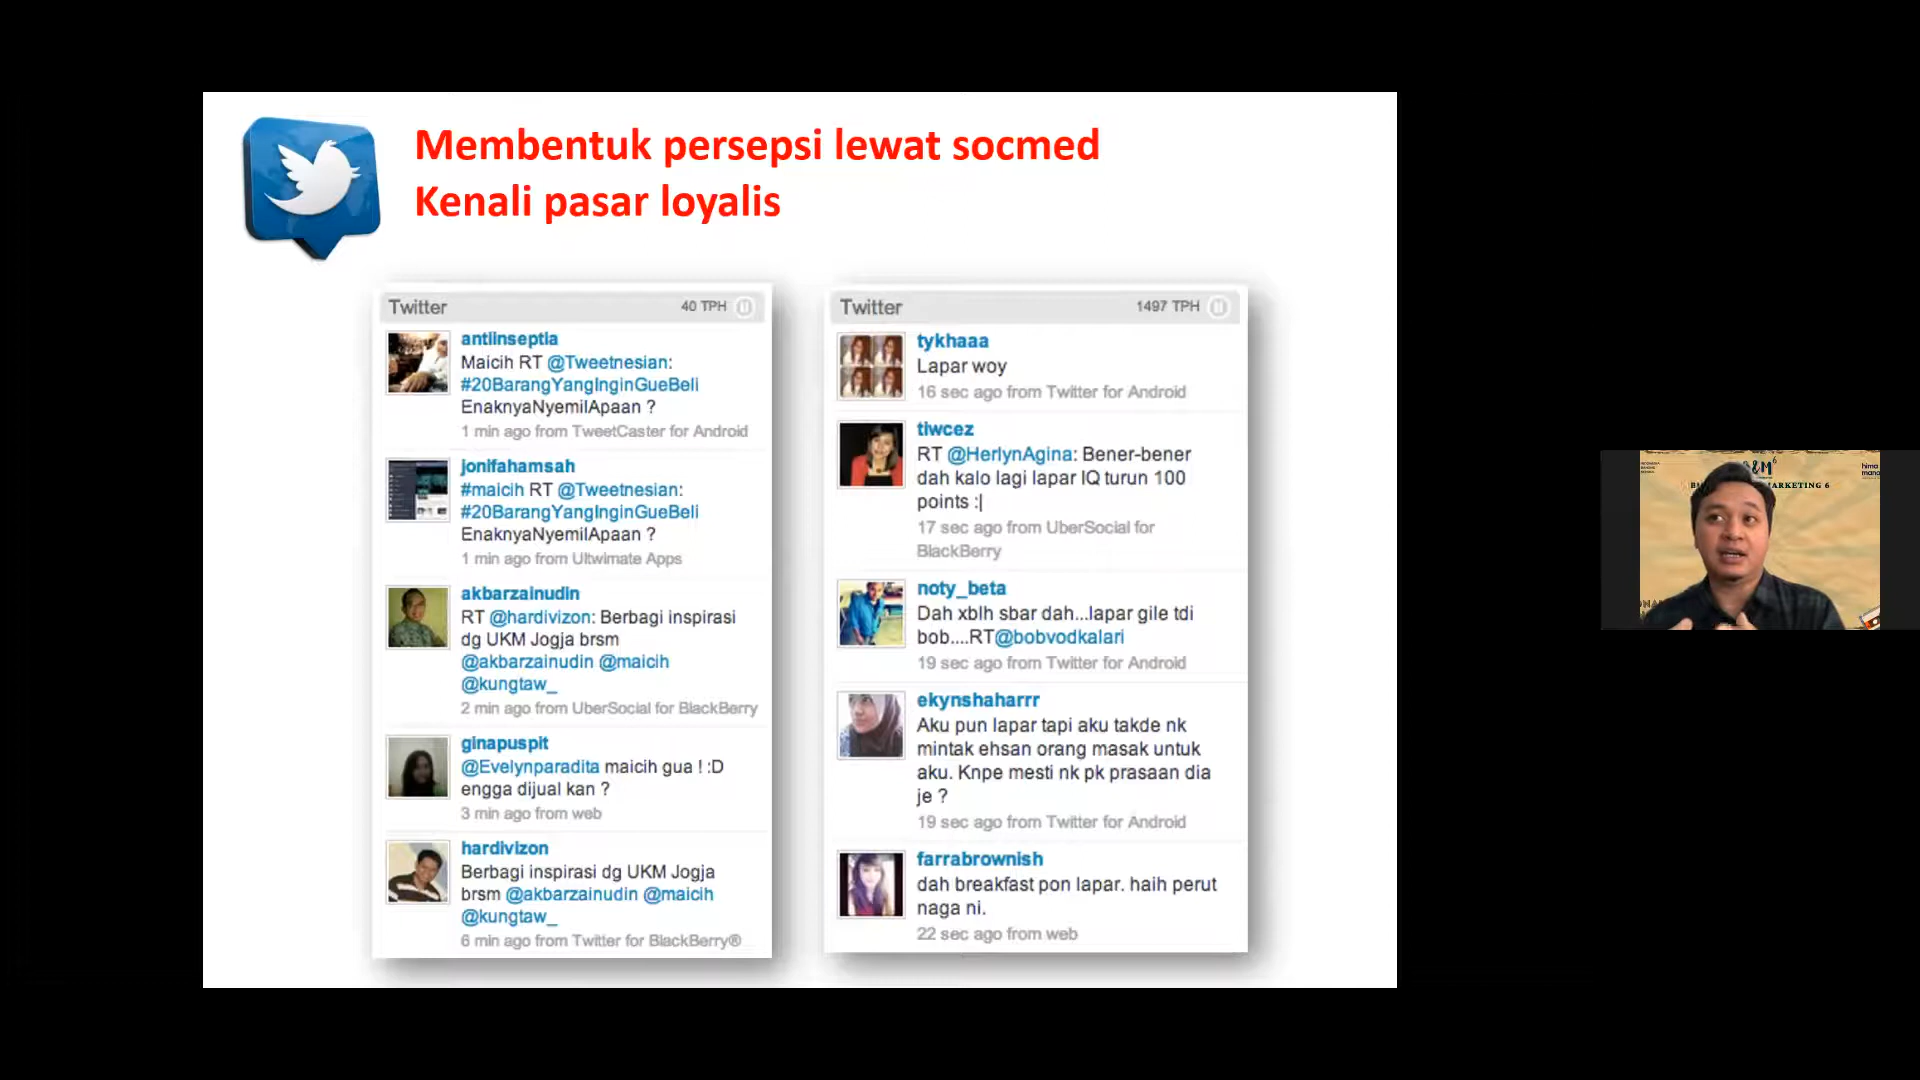 Membentuk persepsi lewat socmed
Kenali pasar loyalis
Twitter 40 TPH
antiinseptia
Maicih RT @Tweetnesian:
#20BarangYangInginGueBeli
EnaknyaNyemilApaan ?
1 min ago from TweetCaster for Android
jonifahamsah
#maicih RT @Tweetnesian:
#20BarangYangInginGueBeli
EnaknyaNyemilApaan ?
1 min ago from Ultwimate Apps
akbarzainudin
RT @hardivizon: Berbagi inspirasi
dg UKM Jogja brsm
@akbarzainudin @maicih
@kungtaw_
2 min ago from UberSocial for BlackBerry
ginapuspit
@Evelynparadita maicih gua ! :D
engga dijual kan ?
3 min ago from web
hardivizon
Berbagi inspirasi dg UKM Jogja
brsm @akbarzainudin @maicih
@kungtaw_
6 min ago from Twitter for BlackBerry®
Twitter 1497 TPH
tykhaaa
Lapar woy
16 sec ago from Twitter for Android
tiwcez
RT @HerlynAgina: Bener-bener
dah kalo lagi lapar IQ turun 100
points :|
17 sec ago from UberSocial for
BlackBerry
noty_beta
Dah xblh sbar dah...lapar gile tdi
bob....RT@bobvodkalari
19 sec ago from Twitter for Android
ekynshaharrr
Aku pun lapar tapi aku takde nk
mintak ehsan orang masak untuk
aku. Knpe mesti nk pk prasaan dia
je ?
19 sec ago from Twitter for Android
farrabrownish
dah breakfast pon lapar. haih perut
naga ni.
22 sec ago from web
&M6
MARKETING 6
hima